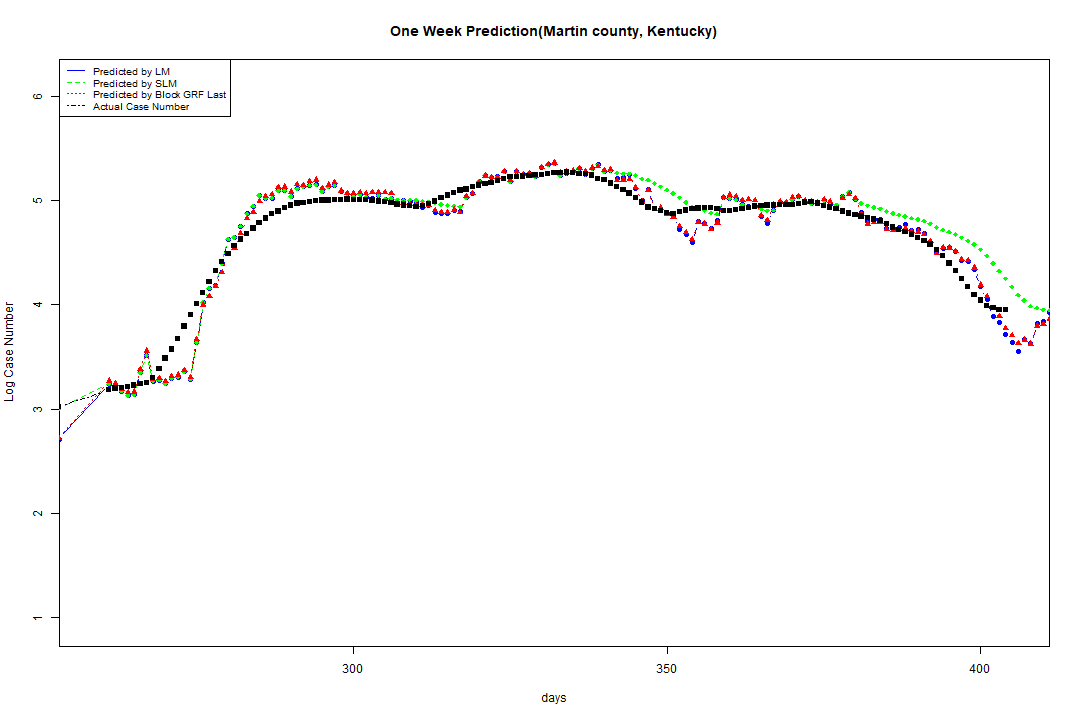 One Week Prediction(Martin county, Kentucky)
Predicted by LM
Predicted by SLM
Predicted by Block GRF Last
Actual Case Number
6
5
4
3
2
1
Log Case Number
300 350 400
days